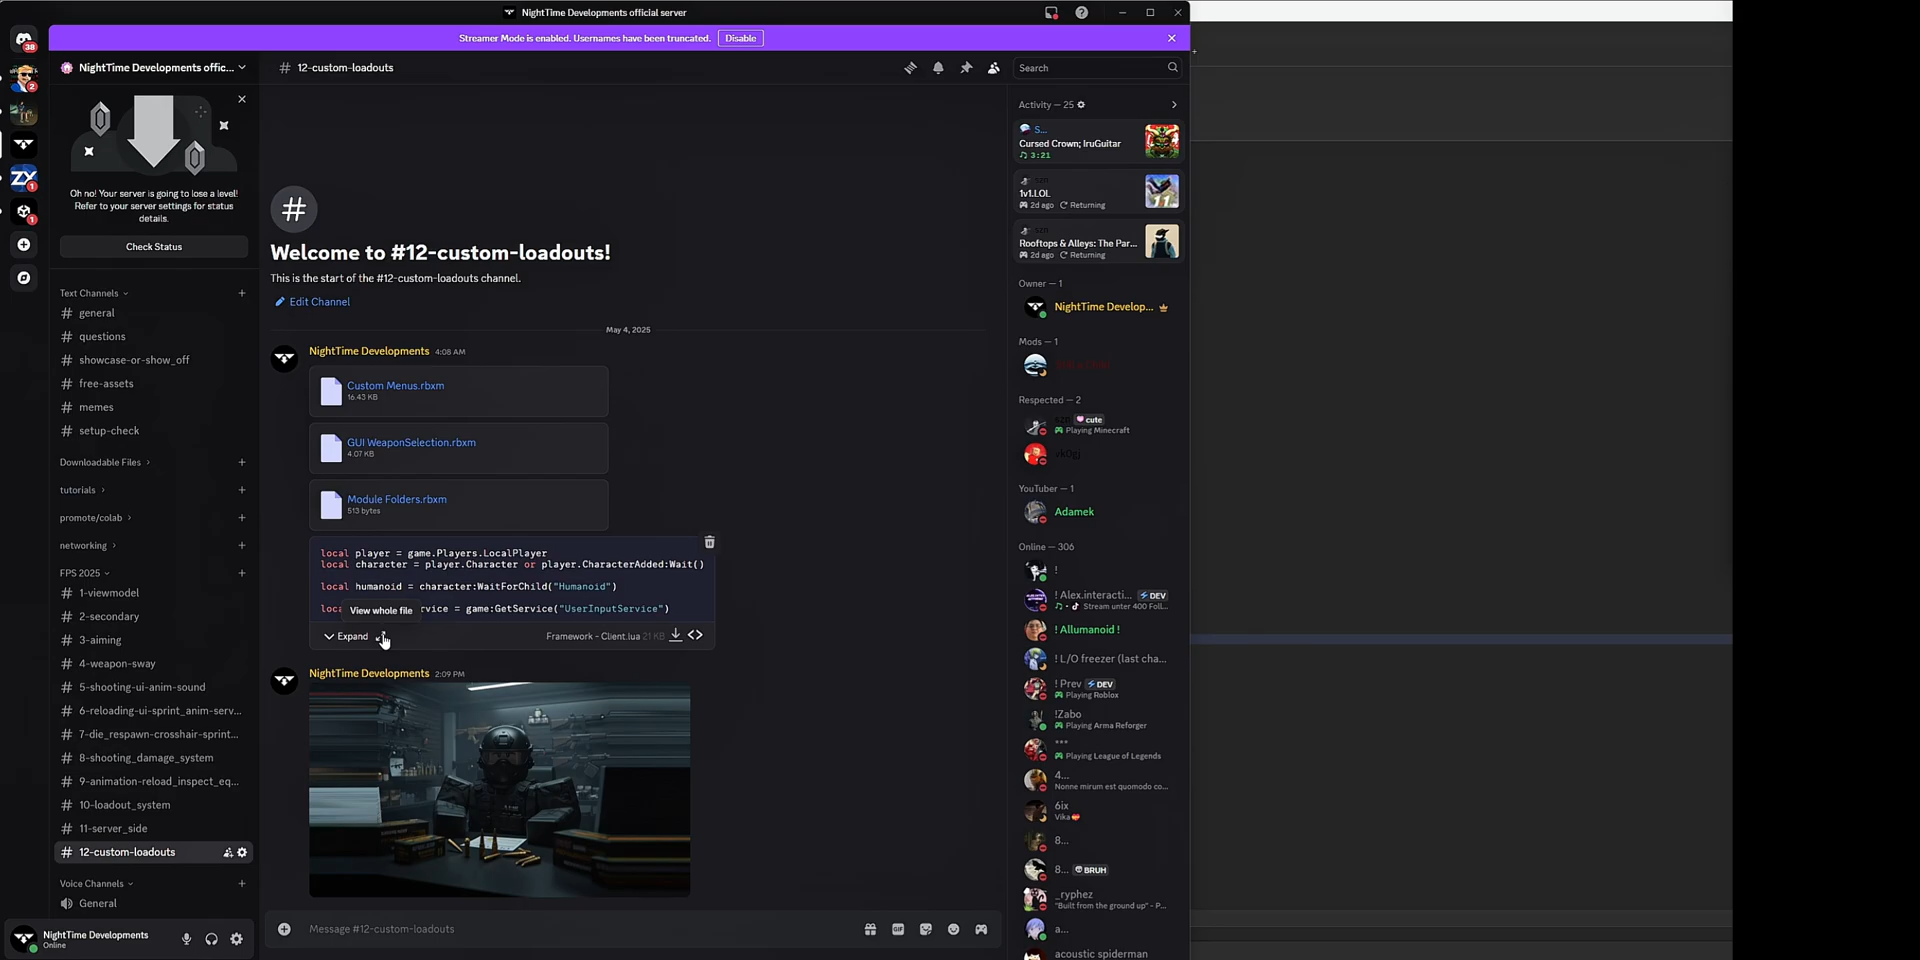 NightTime Developments official server
Streamer Mode is enabled. Usernames have been truncated.
Disable
38
2
ZY
1
1
NightTime Developments offic...
Oh no! Your server is going to lose a level!
Refer to your server settings for status
details.
Check Status
Text Channels
general
questions
showcase-or-show_off
free-assets
memes
setup-check
Downloadable Files
tutorials
promote/colab
networking
FPS 2025
1-viewmodel
2-secondary
3-aiming
4-weapon-sway
5-shooting-ui-anim-sound
6-reloading-ui-sprint_anim-serv...
7-die_respawn-crosshair-sprint...
8-shooting_damage_system
9-animation-reload_inspect_eq...
10-loadout_system
11-server_side
12-custom-loadouts
Voice Channels
General
NightTime Developments
Online
# 12-custom-loadouts
Search
#
Welcome to #12-custom-loadouts!
This is the start of the #12-custom-loadouts channel.
Edit Channel
May 4, 2025
NightTime Developments 4:08 AM
Custom Menus.rbxm
16.43 KB
GUI WeaponSelection.rbxm
4.07 KB
Module Folders.rbxm
513 bytes
local player = game.Players.LocalPlayer
local character = player.Character or player.CharacterAdded:Wait()
local humanoid = character:WaitForChild("Humanoid")
View whole file
rvice = game:GetService("UserInputService")
Expand
Framework - Client.lua 21 KB
NightTime Developments 2:09 PM
Message #12-custom-loadouts
GIF
Activity — 25
S...
Cursed Crown; IruGuitar
3:21
szn
1v1.LOL
2d ago Returning
szn
Rooftops & Alleys: The Par...
2d ago Returning
Owner — 1
NightTime Develop...
Mods — 1
Respected — 2
cute
Playing Minecraft
vk0gj
YouTuber — 1
Adamek
Online — 306
!
! Alex.interacti... DEV
Stream unter 400 Foll...
! Allumanoid !
! L/O freezer (last cha...
! Prev DEV
Playing Roblox
!Zabo
Playing Arma Reforger
***
Playing League of Legends
4...
Nonne mirum est quomodo co...
6ix
Vika
8...
8... BRUH
_ryphez
"Built from the ground up" - P...
a...
acoustic spiderman